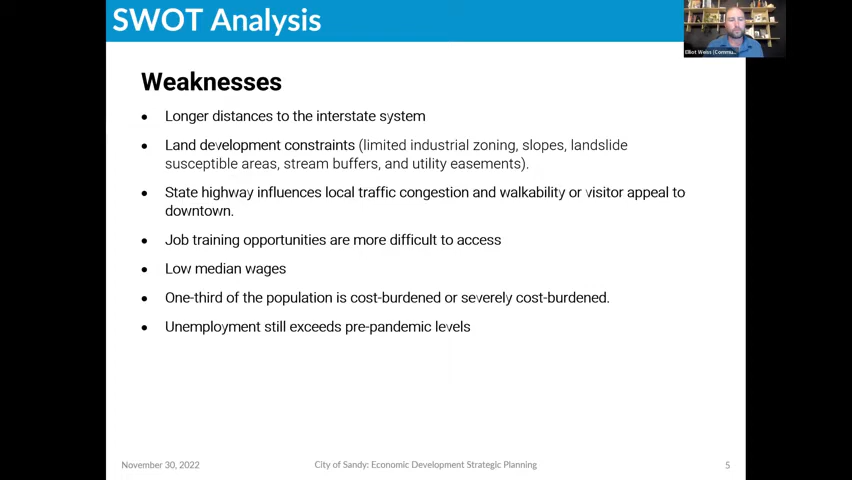 SWOT Analysis
Elliot Weiss (Commu...
Weaknesses
• Longer distances to the interstate system
• Land development constraints (limited industrial zoning, slopes, landslide
susceptible areas, stream buffers, and utility easements).
• State highway influences local traffic congestion and walkability or visitor appeal to
downtown.
• Job training opportunities are more difficult to access
• Low median wages
• One-third of the population is cost-burdened or severely cost-burdened.
• Unemployment still exceeds pre-pandemic levels
November 30, 2022
City of Sandy: Economic Development Strategic Planning
5